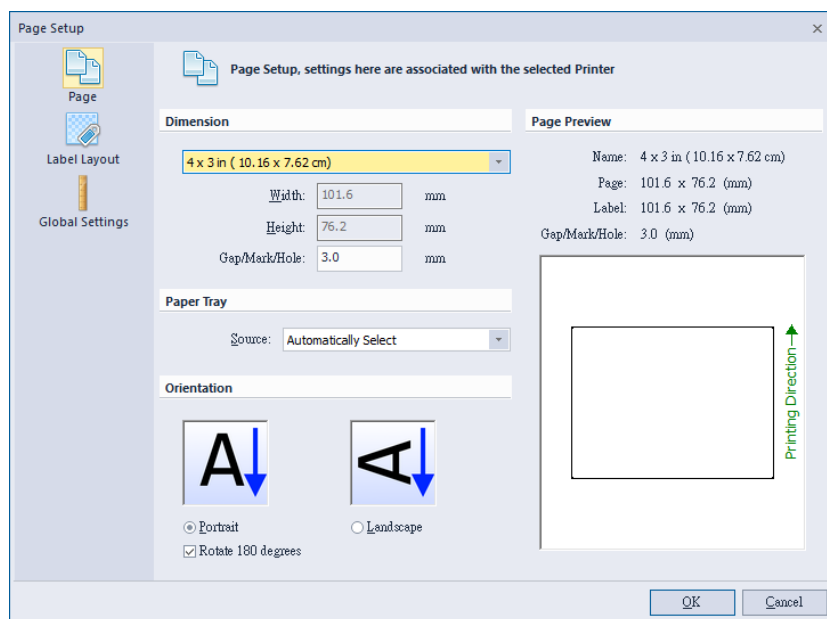 Page Setup
Page
Label Layout
Global Settings
Page Setup, settings here are associated with the selected Printer
Dimension
4 x 3 in ( 10.16 x 7.62 cm)
Width: 101.6 mm
Height: 76.2 mm
Gap/Mark/Hole: 3.0 mm
Paper Tray
Source: Automatically Select
Orientation
A
A
Portrait
Landscape
Rotate 180 degrees
Page Preview
Name: 4 x 3 in ( 10.16 x 7.62 cm)
Page: 101.6 x 76.2 (mm)
Label: 101.6 x 76.2 (mm)
Gap/Mark/Hole: 3.0 (mm)
Printing Direction
OK
Cancel